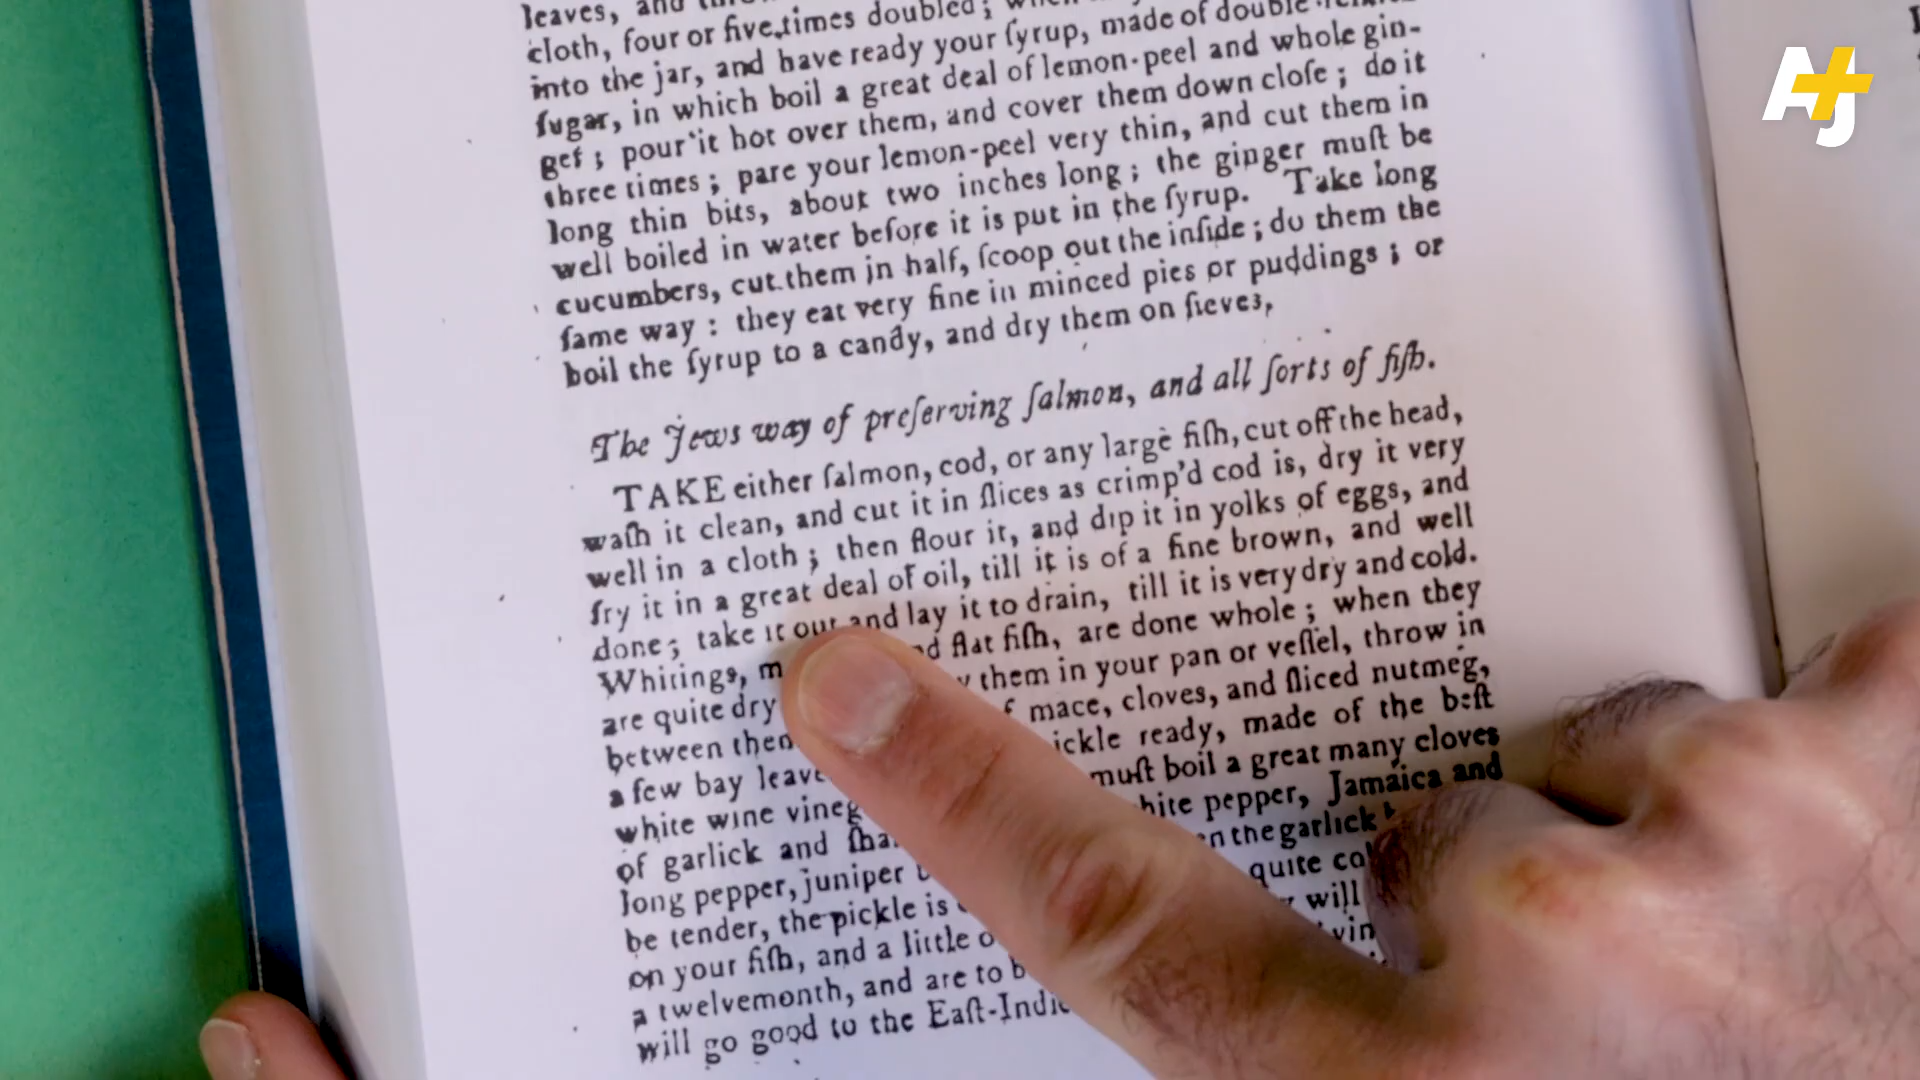 leaves, and
cloth, four or five times doubled; when
into the jar, and have ready your ſyrup, made of double
ſugar, in which boil a great deal of lemon-peel and whole gin-
ger; pour it hot over them, and cover them down cloſe; do it
three times; pare your lemon-peel very thin, and cut them in
long thin bits, about two inches long; the ginger muſt be
well boiled in water before it is put in the ſyrup. Take long
cucumbers, cut them in half, ſcoop out the inſide; do them the
ſame way: they eat very fine in minced pies or puddings; or
boil the ſyrup to a candy, and dry them on ſieves,
The Jews way of preſerving ſalmon, and all ſorts of fiſh.
TAKE either ſalmon, cod, or any large fiſh, cut off the head,
waſh it clean, and cut it in ſlices as crimp'd cod is, dry it very
well in a cloth; then flour it, and dip it in yolks of eggs, and
fry it in a great deal of oil, till it is of a fine brown, and well
done; take it out and lay it to drain, till it is very dry and cold.
Whitings, flat fiſh, are done whole; when they
are quite dry them in your pan or veſſel, throw in
between mace, cloves, and ſliced nutmeg,
a few bay ready, made of the beſt
white wine muſt boil a great many cloves
of garlick and white pepper, Jamaica and
long pepper, juniper the garlick
be tender, the pickle is quite
on your fiſh, and a little will
a twelvemonth, and are to
will go good to the
AJ+